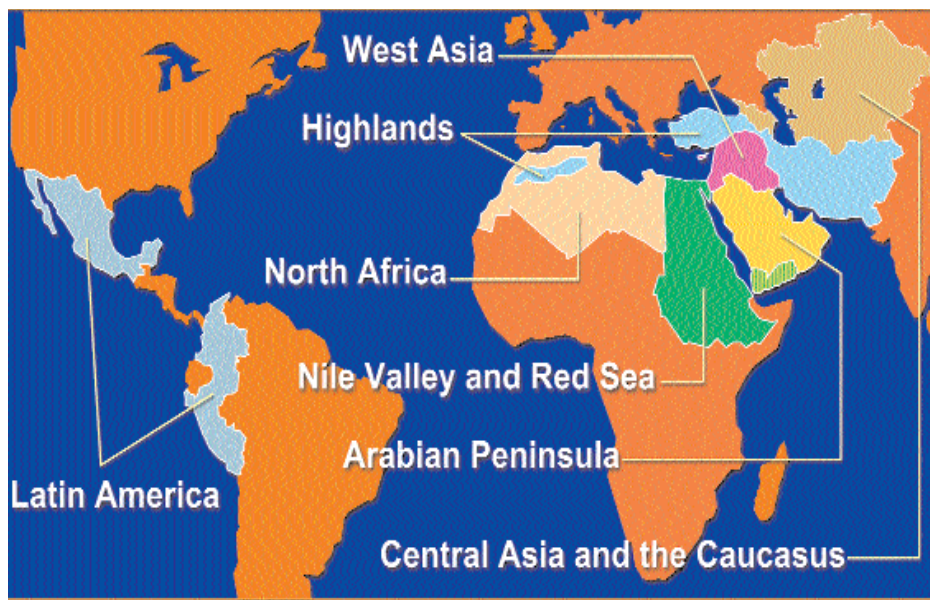 West Asia
Highlands
North Africa
Nile Valley and Red Sea
Arabian Peninsula
Latin America
Central Asia and the Caucasus